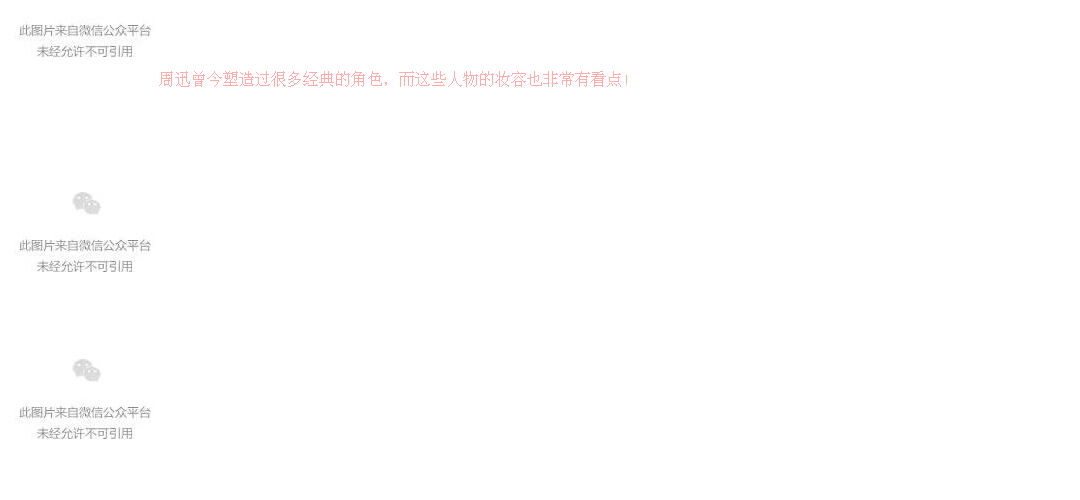 此图片来自微信公众平台
未经允许不可引用
周迅曾今塑造过很多经典的角色，而这些人物的妆容也非常有看点！
此图片来自微信公众平台
未经允许不可引用
此图片来自微信公众平台
未经允许不可引用